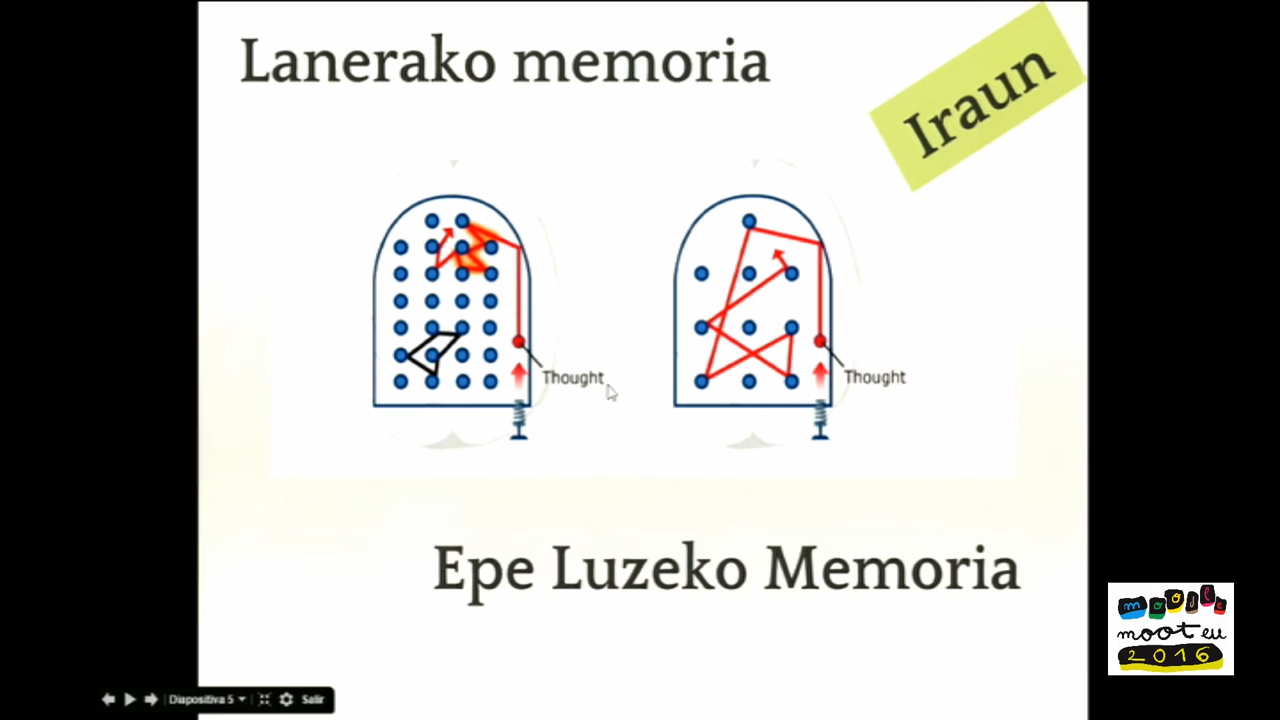 Lanerako memoria
Iraun
Thought
Thought
Epe Luzeko Memoria
moodle
moot eu
2016
Diapositiva 5
Salir